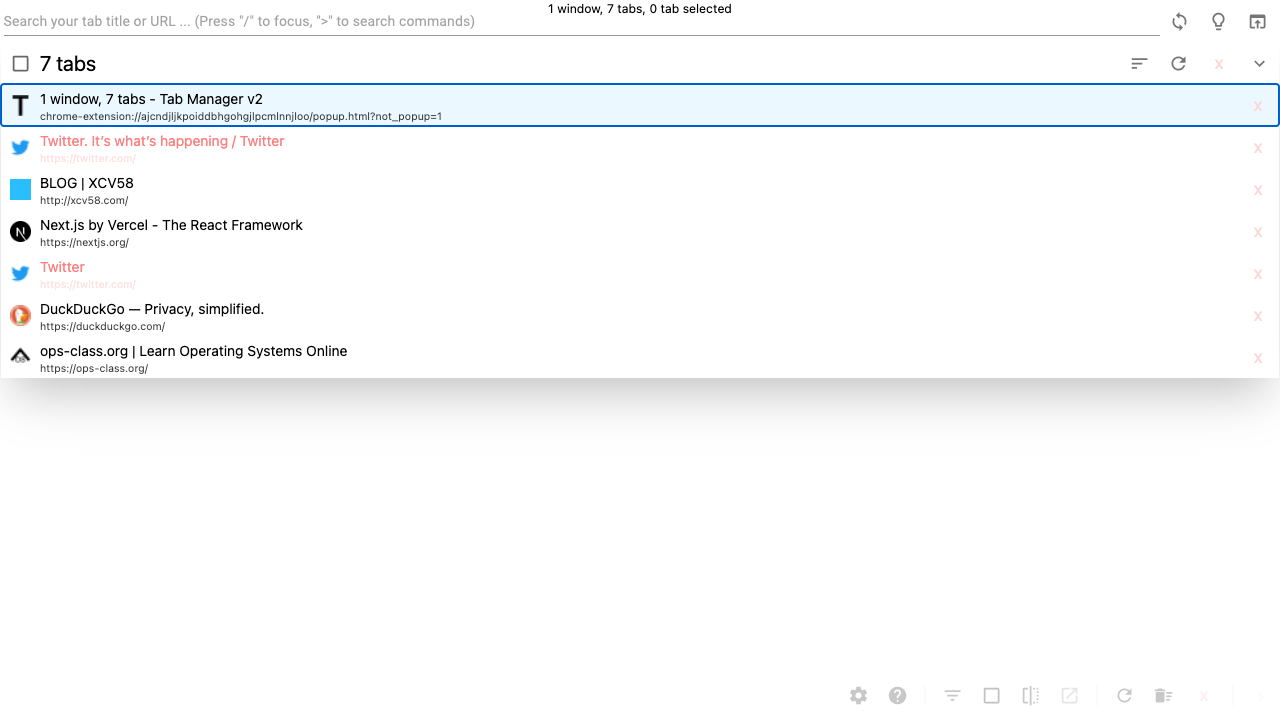 1 window, 7 tabs, 0 tab selected
Search your tab title or URL ... (Press "/" to focus, ">" to search commands)
7 tabs
x
T
1 window, 7 tabs - Tab Manager v2
chrome-extension://ajcndjljkpoiddbhgohgjlpcmlnnjloo/popup.html?not_popup=1
x
Twitter. It’s what’s happening / Twitter
https://twitter.com/
x
BLOG | XCV58
http://xcv58.com/
x
N
Next.js by Vercel - The React Framework
https://nextjs.org/
x
Twitter
https://twitter.com/
x
DuckDuckGo — Privacy, simplified.
https://duckduckgo.com/
x
ops-class.org | Learn Operating Systems Online
https://ops-class.org/
x
x